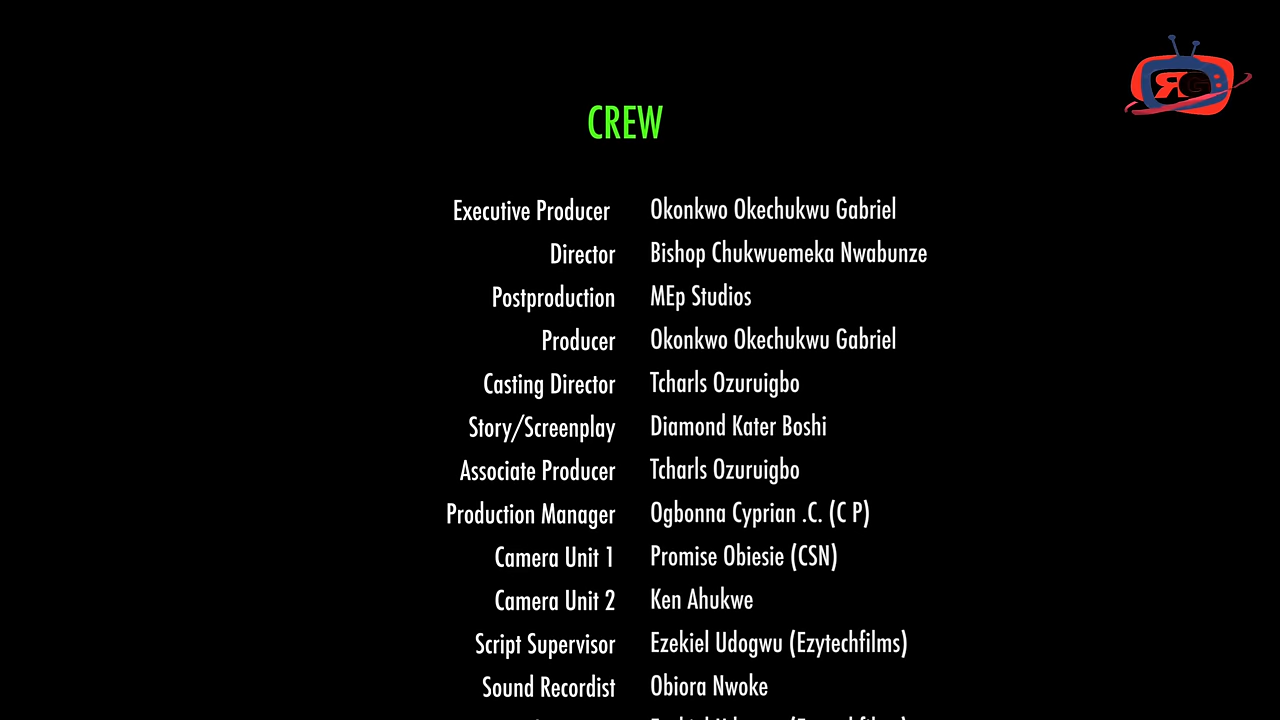 CREW
Executive Producer Okonkwo Okechukwu Gabriel
Director Bishop Chukwuemeka Nwabunze
Postproduction MEp Studios
Producer Okonkwo Okechukwu Gabriel
Casting Director Tcharls Ozuruigbo
Story/Screenplay Diamond Kater Boshi
Associate Producer Tcharls Ozuruigbo
Production Manager Ogbonna Cyprian .C. (C P)
Camera Unit 1 Promise Obiesie (CSN)
Camera Unit 2 Ken Ahukwe
Script Supervisor Ezekiel Udogwu (Ezytechfilms)
Sound Recordist Obiora Nwoke